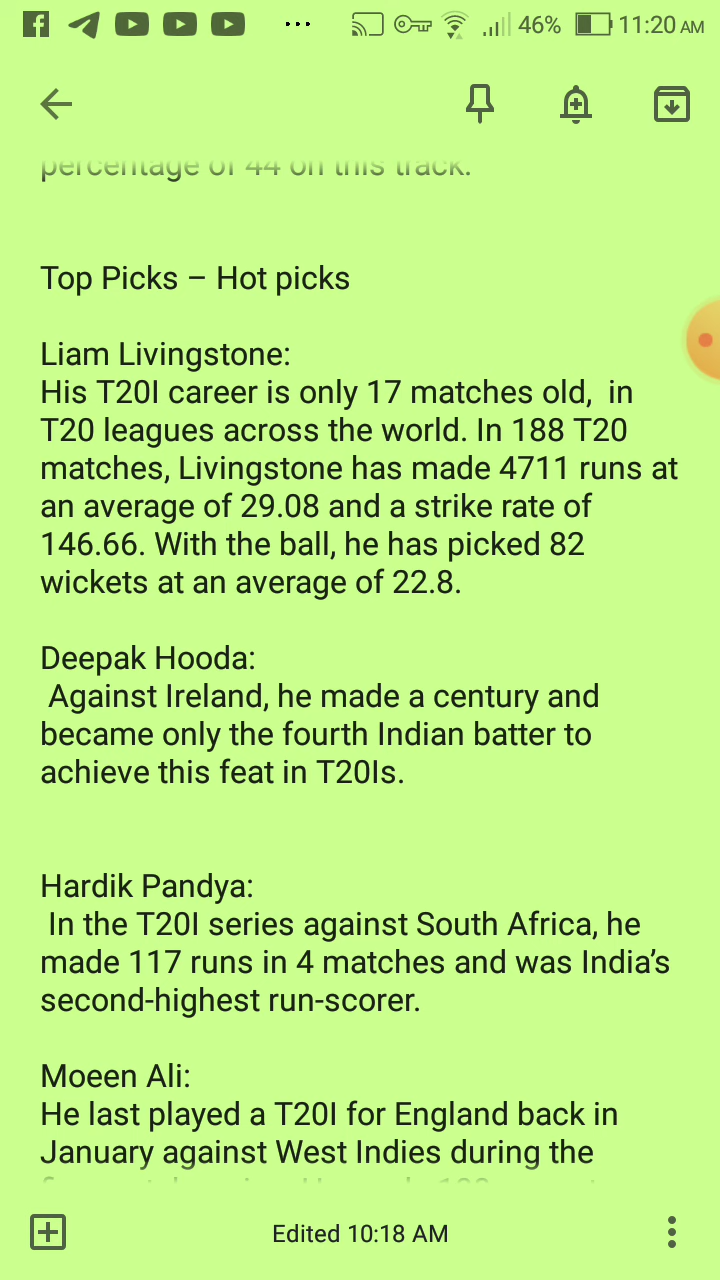 46% 11:20 AM
percentage of 44 on this track.
Top Picks – Hot picks
Liam Livingstone:
His T20I career is only 17 matches old,  in
T20 leagues across the world. In 188 T20
matches, Livingstone has made 4711 runs at
an average of 29.08 and a strike rate of
146.66. With the ball, he has picked 82
wickets at an average of 22.8.
Deepak Hooda:
Against Ireland, he made a century and
became only the fourth Indian batter to
achieve this feat in T20Is.
Hardik Pandya:
In the T20I series against South Africa, he
made 117 runs in 4 matches and was India's
second-highest run-scorer.
Moeen Ali:
He last played a T20I for England back in
January against West Indies during the
Edited 10:18 AM